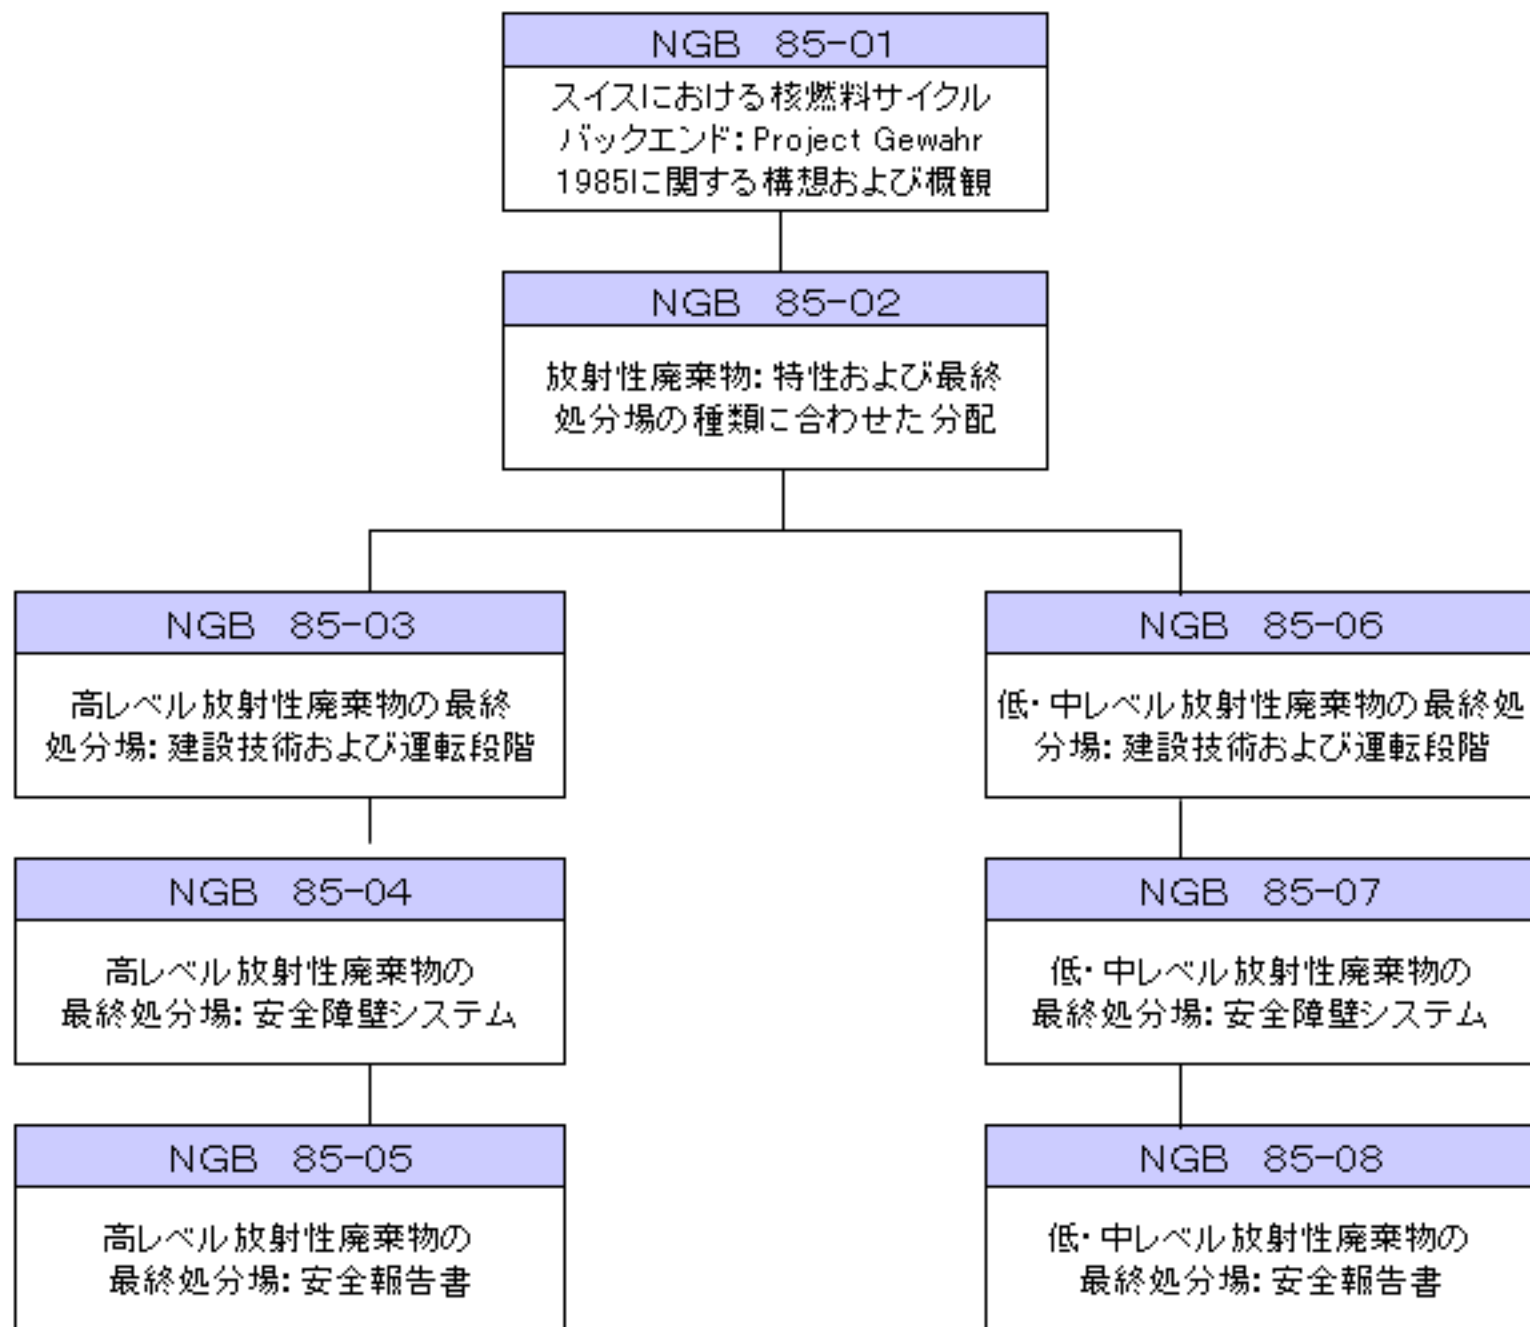 NGB 85-01
スイスにおける核燃料サイクル
バックエンド: Project Gewahr
1985に関する構想および概観
NGB 85-02
放射性廃棄物: 特性および最終
処分場の種類に合わせた分配
NGB 85-03
高レベル放射性廃棄物の最終
処分場: 建設技術および運転段階
NGB 85-04
高レベル放射性廃棄物の
最終処分場: 安全障壁システム
NGB 85-05
高レベル放射性廃棄物の
最終処分場: 安全報告書
NGB 85-06
低・中レベル放射性廃棄物の最終処
分場: 建設技術および運転段階
NGB 85-07
低・中レベル放射性廃棄物の
最終処分場: 安全障壁システム
NGB 85-08
低・中レベル放射性廃棄物の
最終処分場: 安全報告書